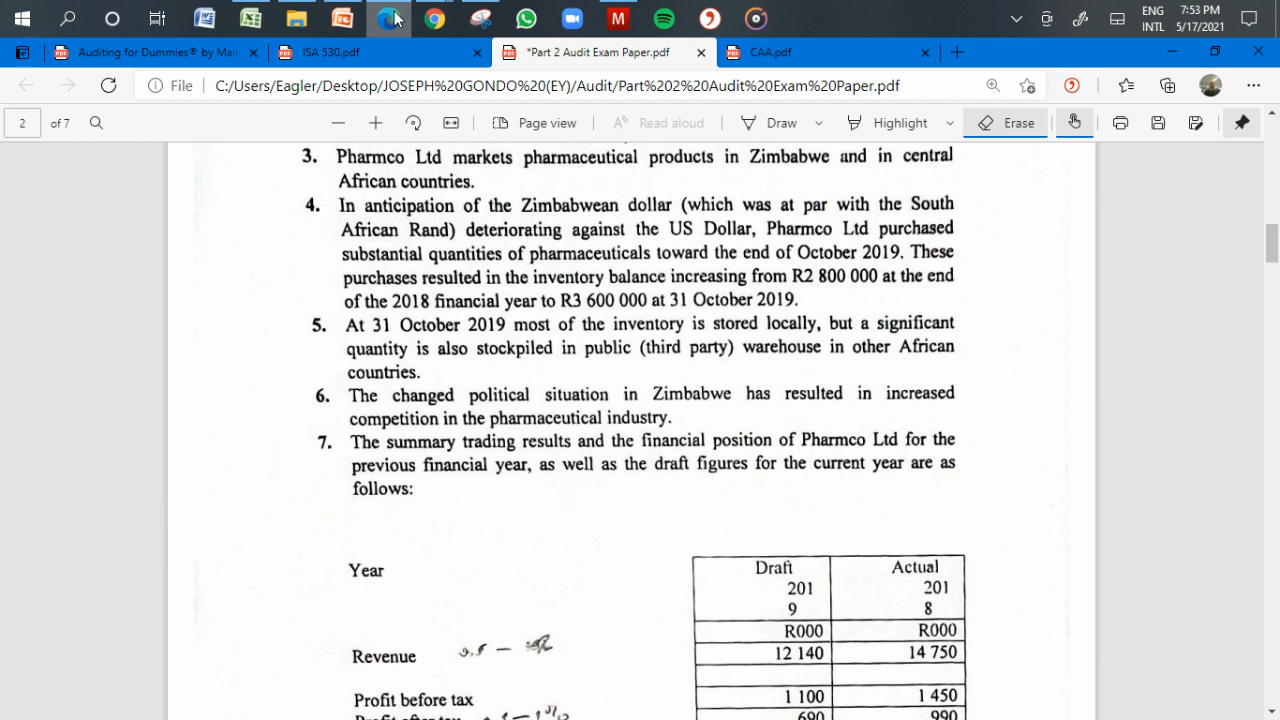 ENG 7:53 PM
INTL 5/17/2021
Auditing for Dummies® by Mair
ISA 530.pdf
*Part 2 Audit Exam Paper.pdf
CAA.pdf
File C:/Users/Eagler/Desktop/JOSEPH%20GONDO%20(EY)/Audit/Part%202%20Audit%20Exam%20Paper.pdf
2 of 7 Page view Read aloud Draw Highlight Erase
3. Pharmco Ltd markets pharmaceutical products in Zimbabwe and in central
African countries.
4. In anticipation of the Zimbabwean dollar (which was at par with the South
African Rand) deteriorating against the US Dollar, Pharmco Ltd purchased
substantial quantities of pharmaceuticals toward the end of October 2019. These
purchases resulted in the inventory balance increasing from R2 800 000 at the end
of the 2018 financial year to R3 600 000 at 31 October 2019.
5. At 31 October 2019 most of the inventory is stored locally, but a significant
quantity is also stockpiled in public (third party) warehouse in other African
countries.
6. The changed political situation in Zimbabwe has resulted in increased
competition in the pharmaceutical industry.
7. The summary trading results and the financial position of Pharmco Ltd for the
previous financial year, as well as the draft figures for the current year are as
follows:
Year Draft Actual
201 201
9 8
R000 R000
Revenue 12 140 14 750
Profit before tax 1 100 1 450
Profit after tax 690 990